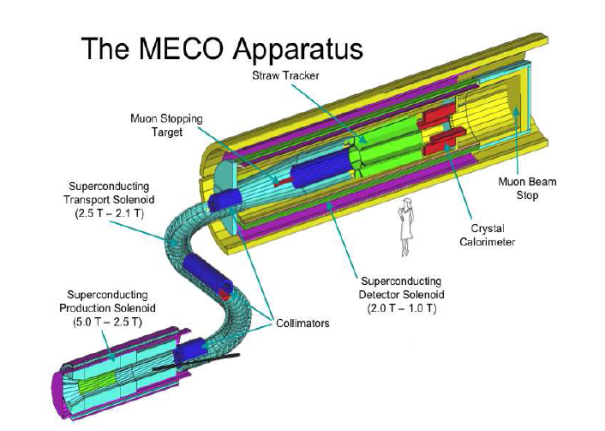 The MECO Apparatus
Straw Tracker
Muon Stopping
Target
Superconducting
Transport Solenoid
(2.5 T – 2.1 T)
Muon Beam
Stop
Crystal
Calorimeter
Superconducting
Detector Solenoid
(2.0 T – 1.0 T)
Superconducting
Production Solenoid
(5.0 T – 2.5 T)
Collimators